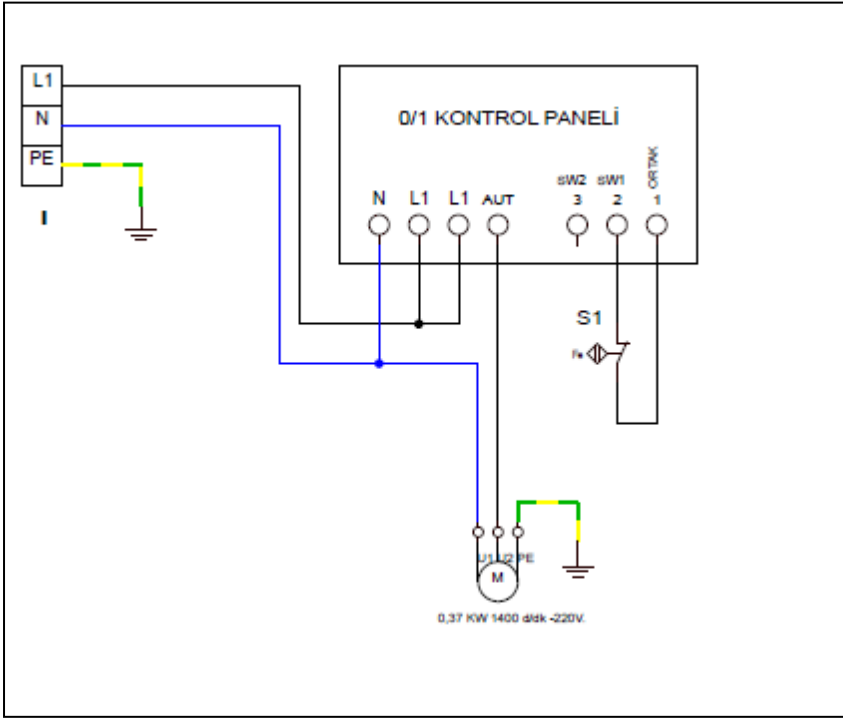 L1
N
PE
I
0/1 KONTROL PANELİ
SW2 SW1 ORTAK
3 2 1
N L1 L1 AUT
S1
Fe
U1 U2 PE
M
0,37 KW 1400 d/dk -220V.